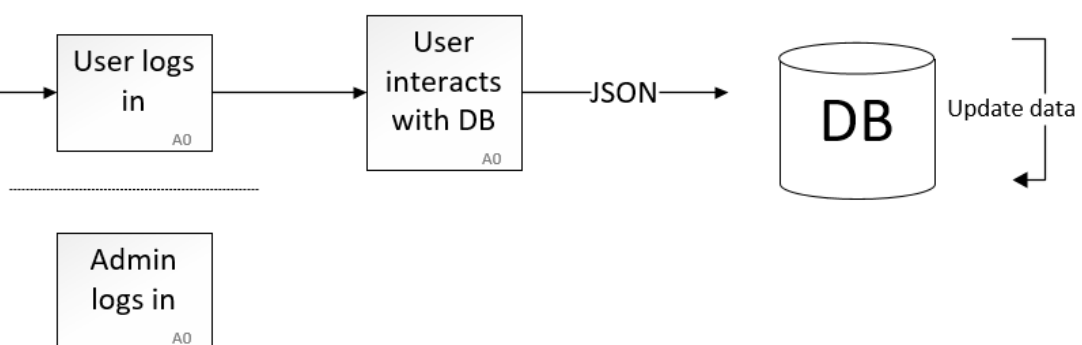 User logs
in
A0
User
interacts
with DB
A0
JSON
DB
Update data
Admin
logs in
A0